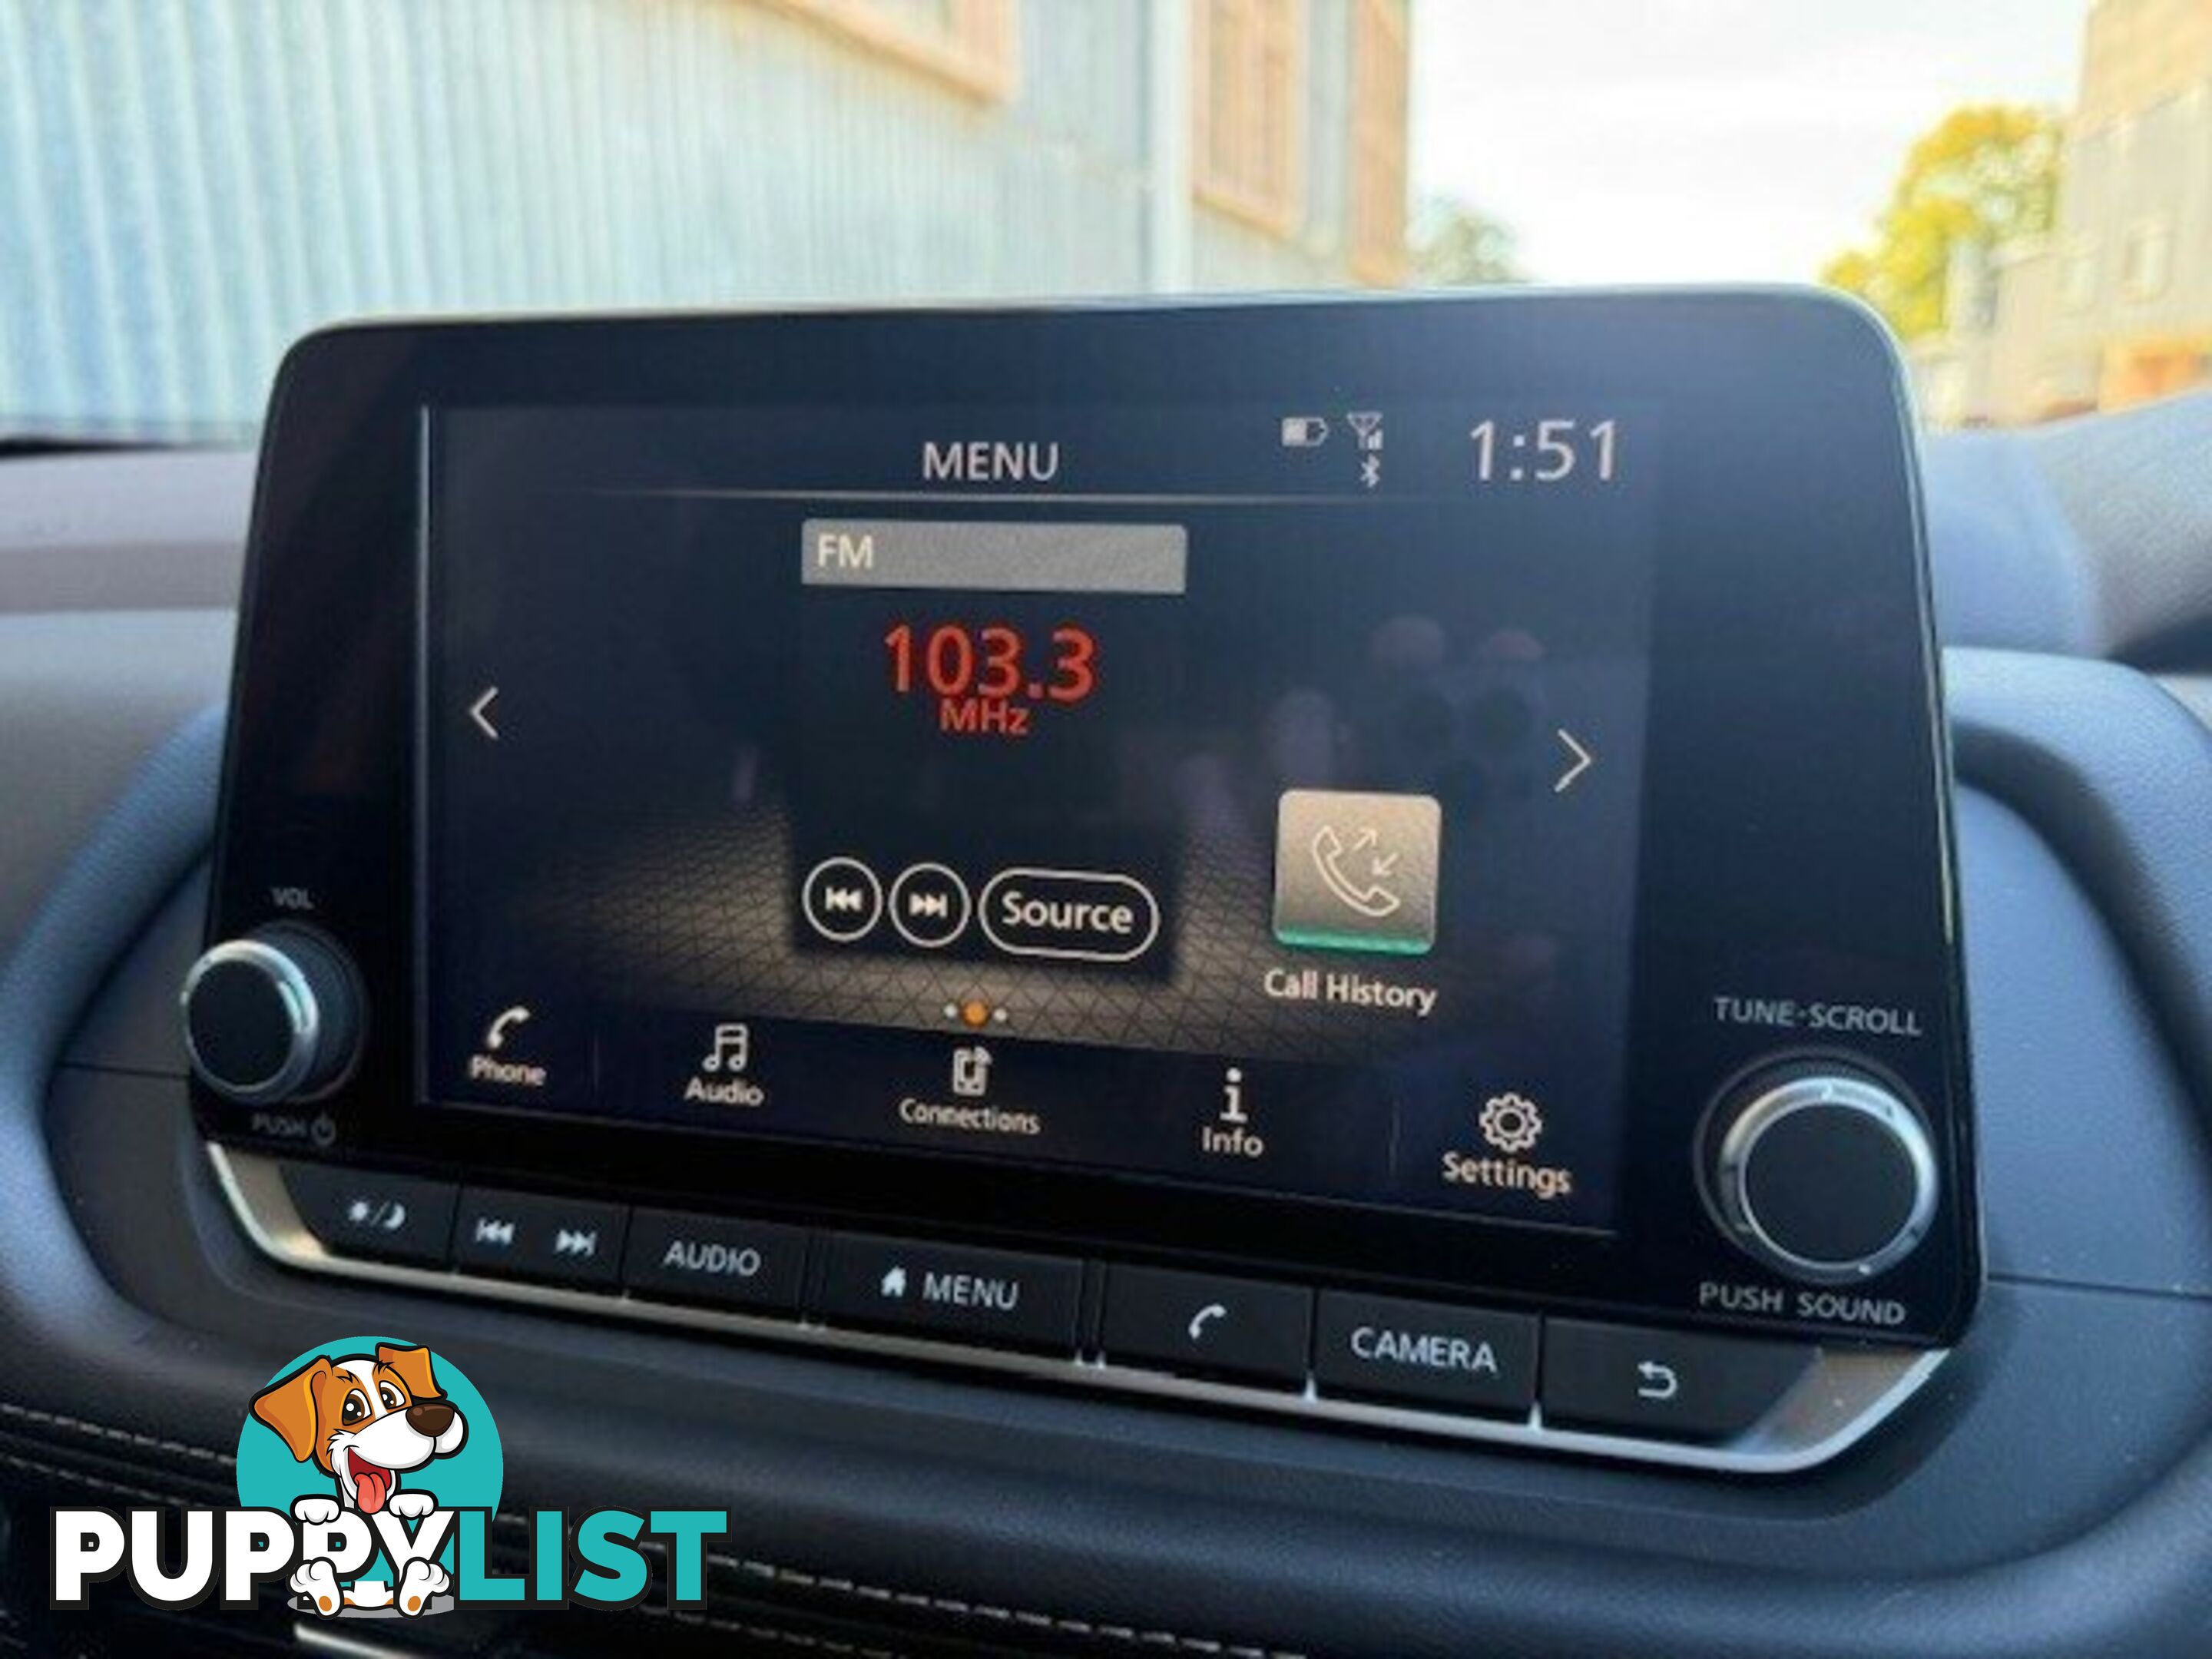 MENU
1:51
FM
103.3
MHz
Source
Call History
VOL
PUSH
TUNE·SCROLL
PUSH SOUND
Phone
Audio
Connections
Info
Settings
AUDIO
MENU
CAMERA
PUPPYLIST